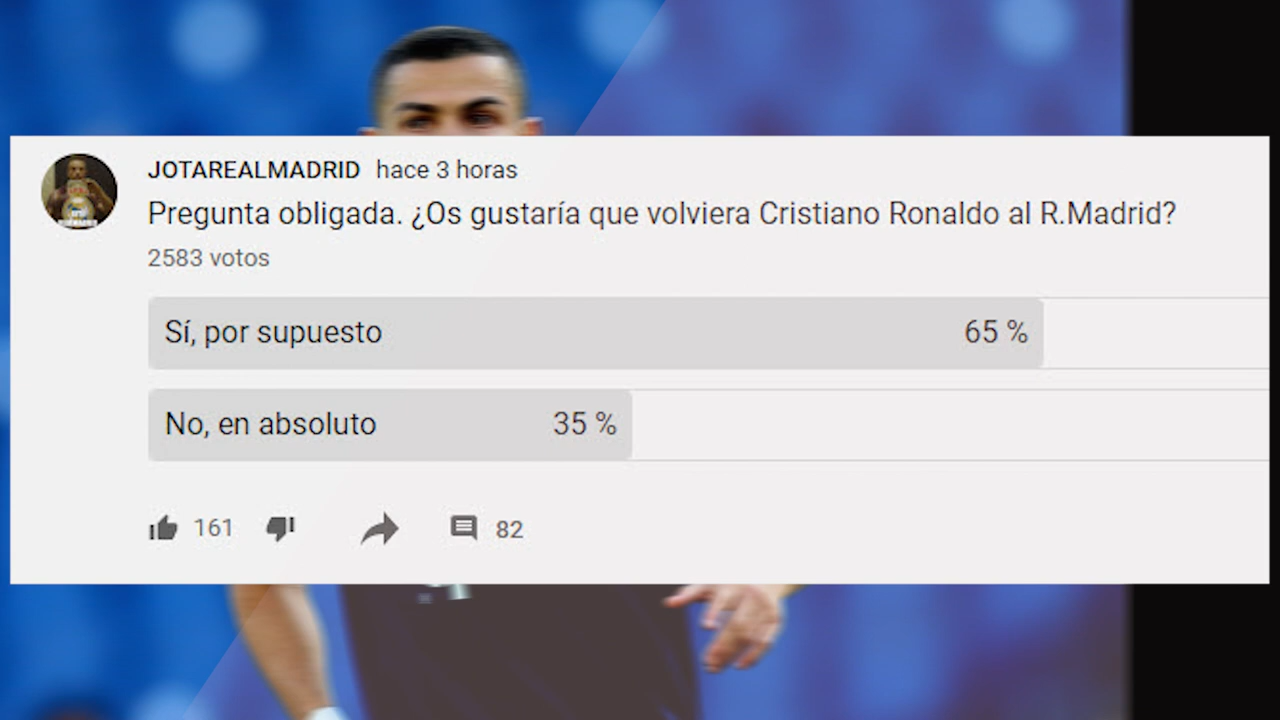 JOTAREALMADRID hace 3 horas
Pregunta obligada. ¿Os gustaría que volviera Cristiano Ronaldo al R.Madrid?
2583 votos
Sí, por supuesto 65 %
No, en absoluto 35 %
161 82